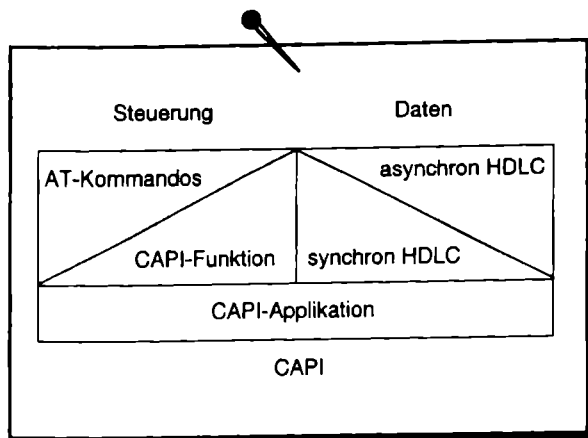 Steuerung Daten
AT-Kommandos asynchron HDLC
CAPI-Funktion synchron HDLC
CAPI-Applikation
CAPI